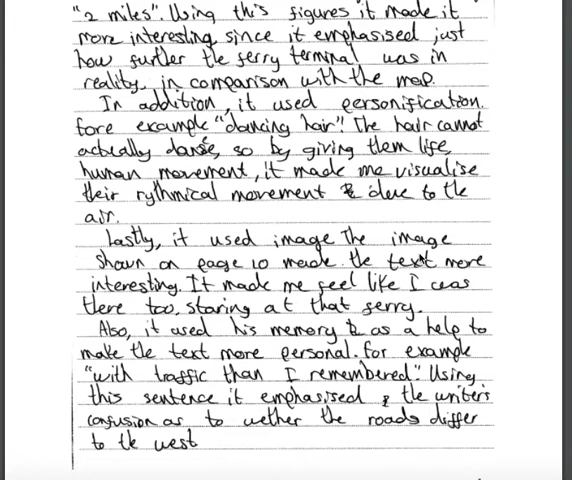 "2 miles". Using this figures it made it
more interesting since it emphasised just
how further the ferry terminal was in
reality, in comparison with the map.
In addition, it used personification.
fore example "dancing hair"! The hair cannot
actually danse, so by giving them life,
human movement, it made me visualise
their rythmical movement & due to the
air.
Lastly, it used image The image
shown on page 10 made the text more
interesting. It made me feel like I was
there too, staring at that ferry.
Also, it used his memory as a help to
make the text more personal. for example
"with traffic than I remembered." Using
this sentence it emphasised the writer's
confusion as to wether the roads differ
to the west